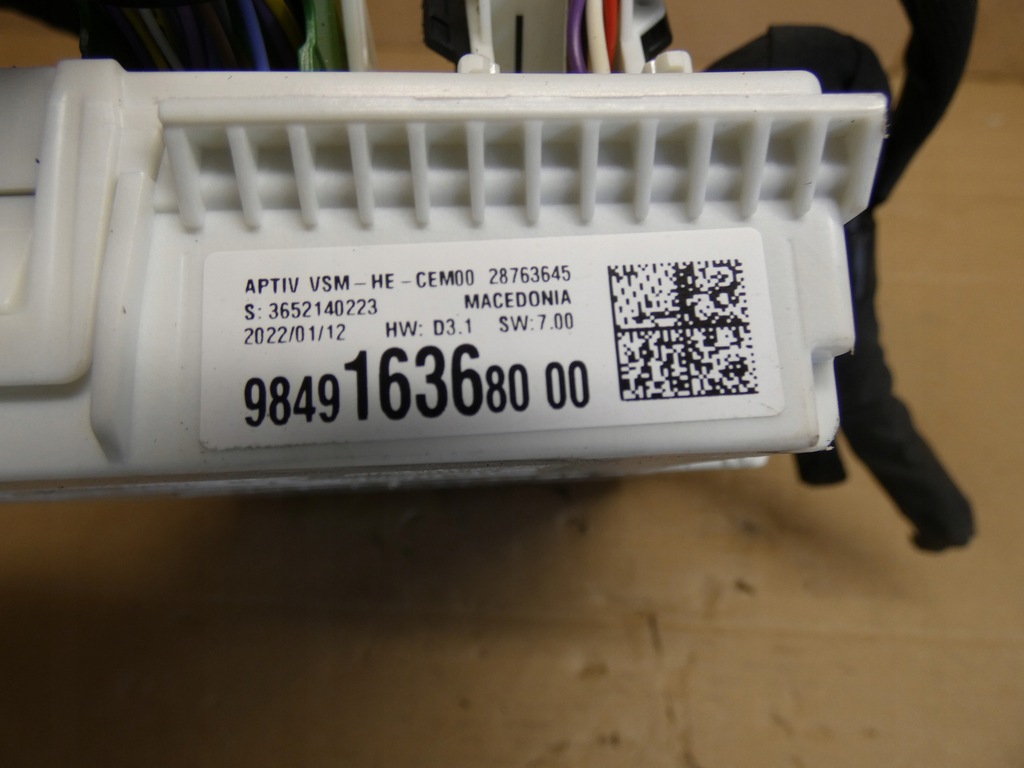 APTIV VSM-HE-CEM00 28763645
S: 3652140223 MACEDONIA
2022/01/12 HW: D3.1 SW: 7.00
9849163680 00